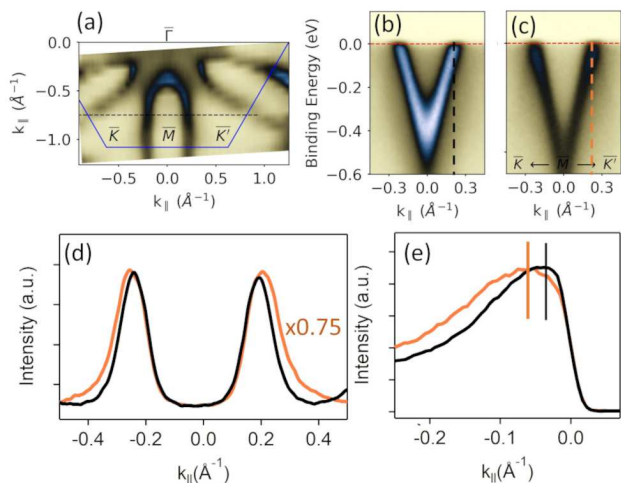 (a)
Γ̅
0.0
-0.5
-1.0
k∥ (Å⁻¹)
K̅ M̅ K̅′
-0.5 0.0 0.5 1.0
k∥ (Å⁻¹)
(b)
Binding Energy (eV)
0.0
-0.2
-0.4
-0.6
-0.3 0.0 0.3
k∥ (Å⁻¹)
(c)
K̅ ← M̅ → K̅′
-0.3 0.0 0.3
k∥ (Å⁻¹)
(d)
x0.75
Intensity (a.u.)
-0.4 -0.2 0.0 0.2 0.4
k||(Å⁻¹)
(e)
Intensity (a.u.)
-0.2 -0.1 0.0
k||(Å⁻¹)